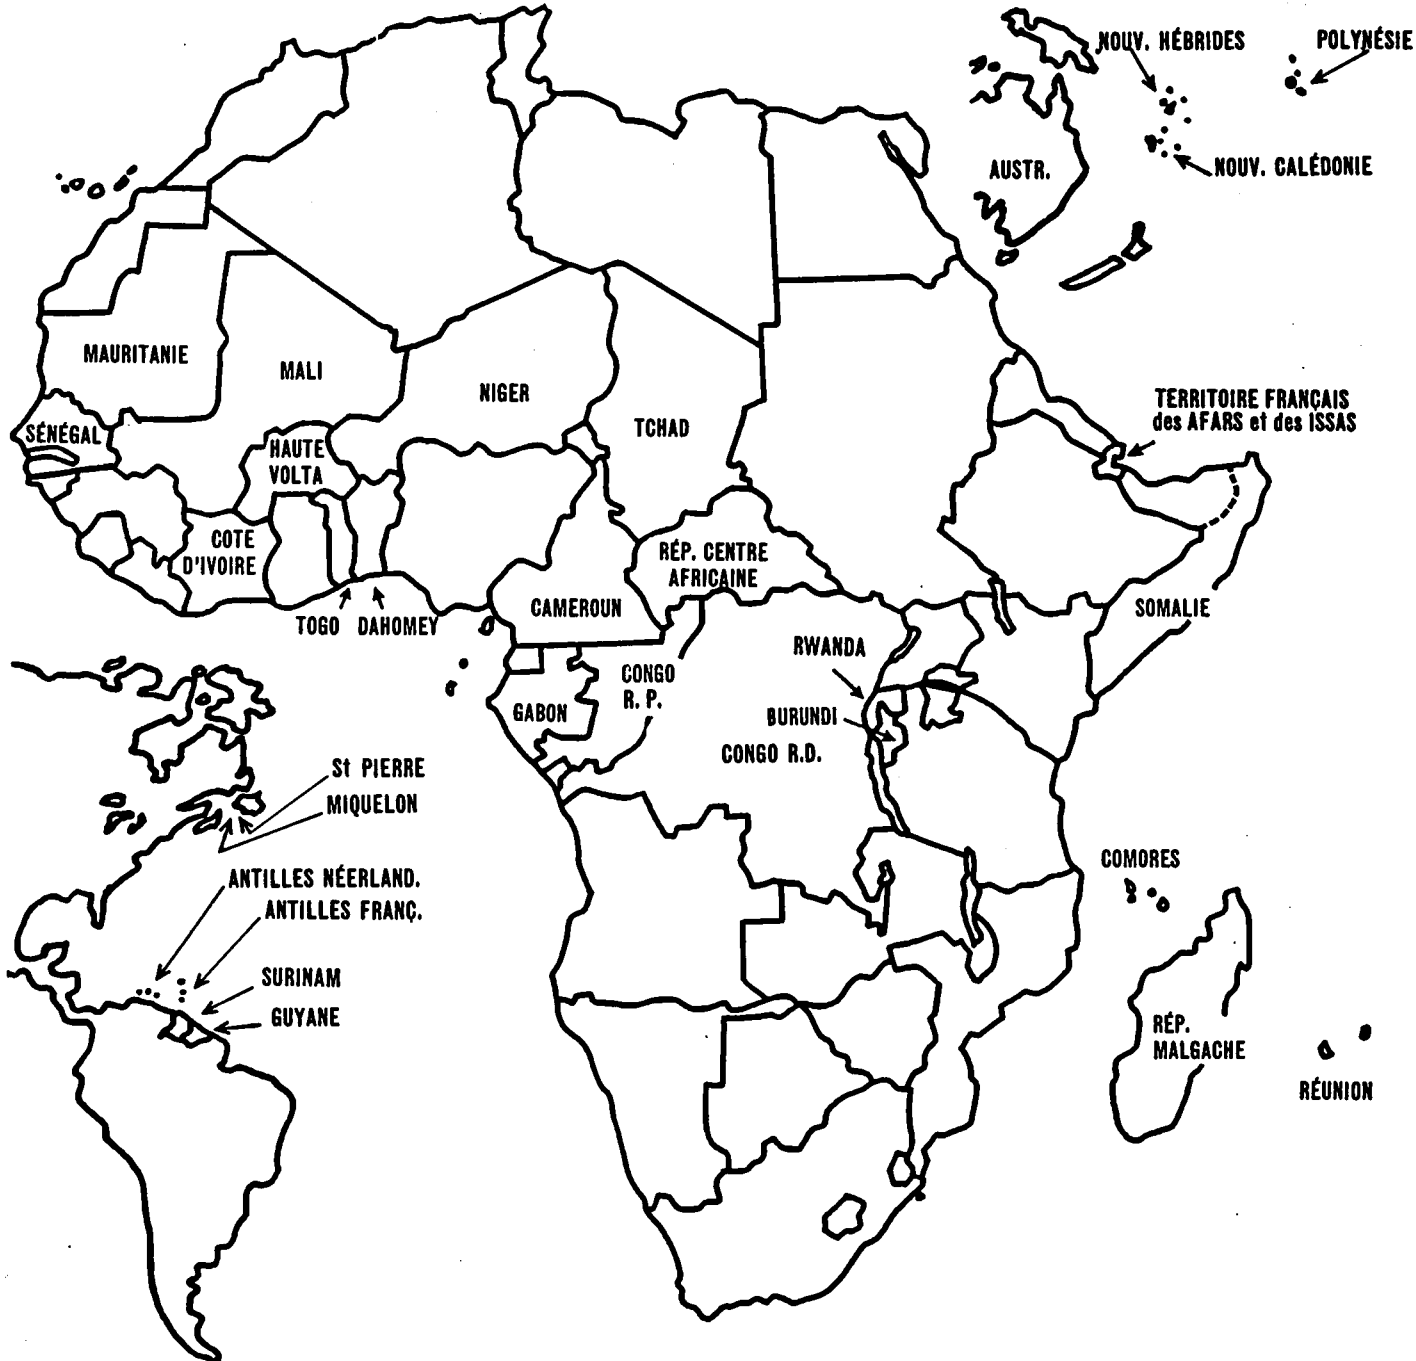 NOUV. HÉBRIDES
POLYNÉSIE
AUSTR.
NOUV. CALÉDONIE
MAURITANIE
MALI
NIGER
TCHAD
TERRITOIRE FRANÇAIS
des AFARS et des ISSAS
SÉNÉGAL
HAUTE
VOLTA
COTE
D'IVOIRE
RÉP. CENTRE
AFRICAINE
CAMEROUN
SOMALIE
TOGO
DAHOMEY
RWANDA
CONGO
R. P.
GABON
BURUNDI
CONGO R.D.
St PIERRE
MIQUELON
COMORES
ANTILLES NÉERLAND.
ANTILLES FRANÇ.
SURINAM
GUYANE
RÉP.
MALGACHE
RÉUNION